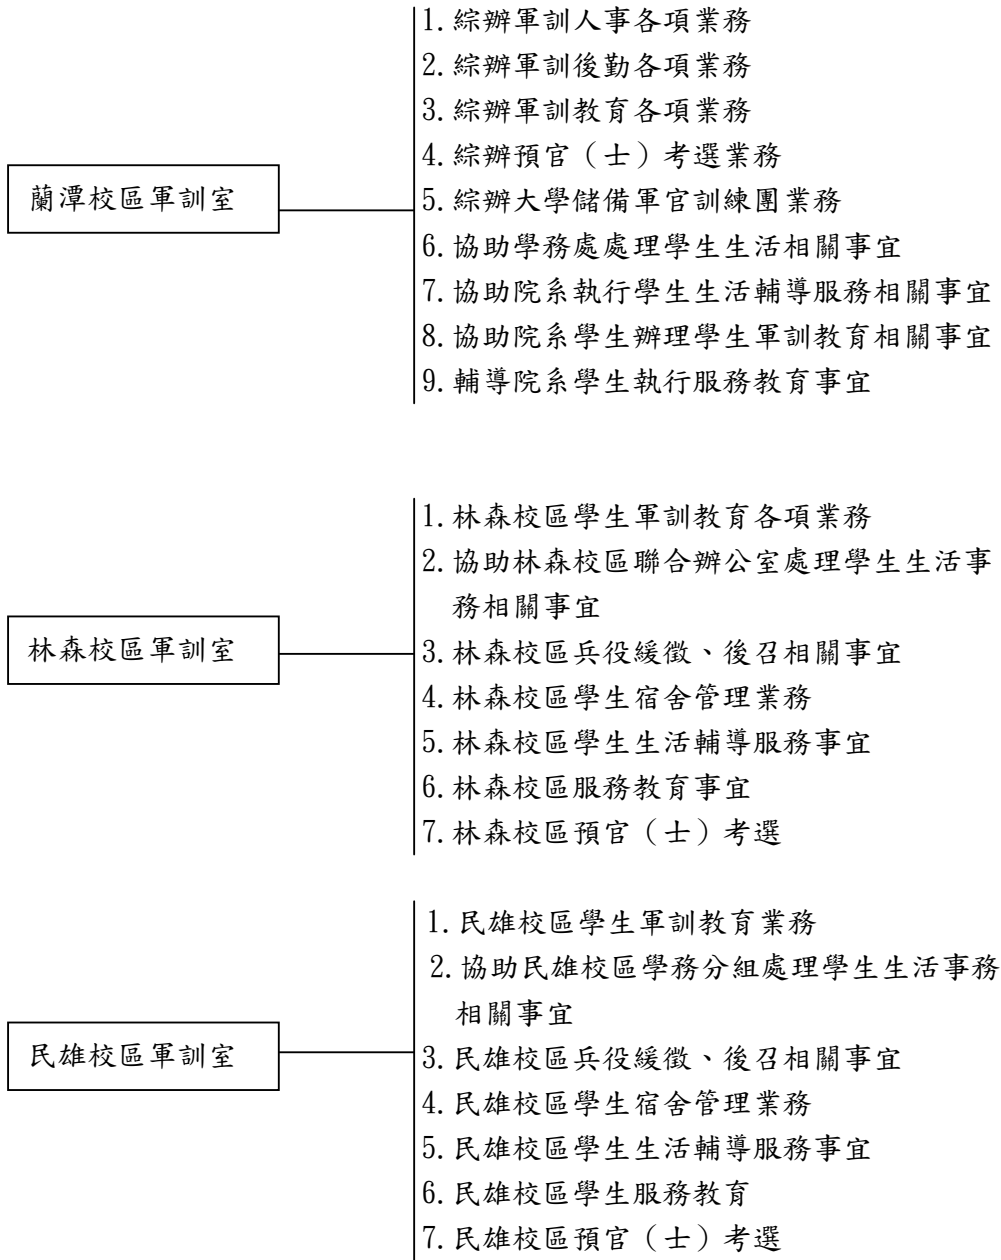 1.綜辦軍訓人事各項業務
2.綜辦軍訓後勤各項業務
3.綜辦軍訓教育各項業務
4.綜辦預官（士）考選業務
蘭潭校區軍訓室
5.綜辦大學儲備軍官訓練團業務
6.協助學務處處理學生生活相關事宜
7.協助院系執行學生生活輔導服務相關事宜
8.協助院系學生辦理學生軍訓教育相關事宜
9.輔導院系學生執行服務教育事宜
1.林森校區學生軍訓教育各項業務
2.協助林森校區聯合辦公室處理學生生活事
務相關事宜
林森校區軍訓室
3.林森校區兵役緩徵、後召相關事宜
4.林森校區學生宿舍管理業務
5.林森校區學生生活輔導服務事宜
6.林森校區服務教育事宜
7.林森校區預官（士）考選
1.民雄校區學生軍訓教育業務
2.協助民雄校區學務分組處理學生生活事務
相關事宜
民雄校區軍訓室
3.民雄校區兵役緩徵、後召相關事宜
4.民雄校區學生宿舍管理業務
5.民雄校區學生生活輔導服務事宜
6.民雄校區學生服務教育
7.民雄校區預官（士）考選